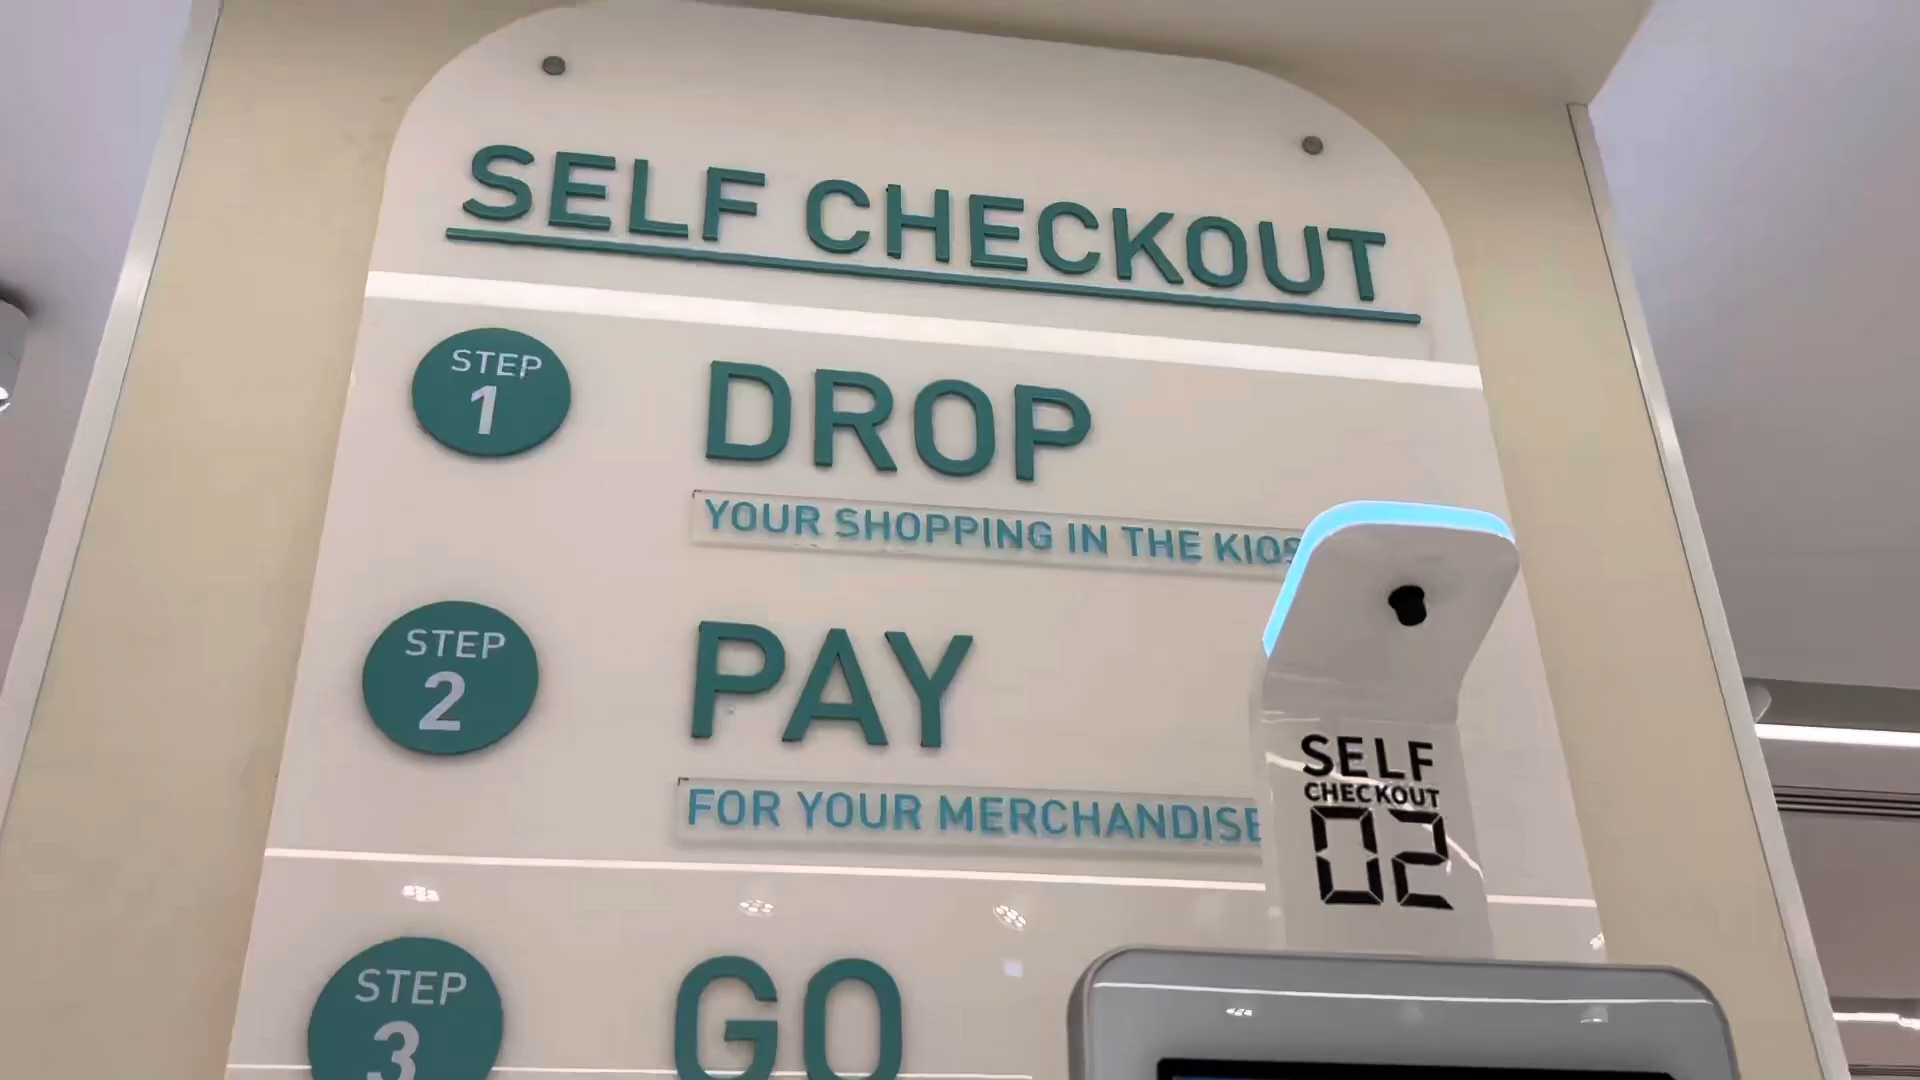 SELF CHECKOUT
STEP
1
DROP
YOUR SHOPPING IN THE
STEP
2
PAY
FOR YOUR MERCHANDISE
STEP
3
GO
SELF
CHECKOUT
02